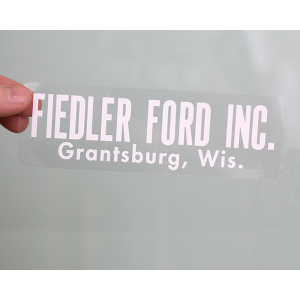 FIEDLER FORD INC.
Grantsburg, Wis.